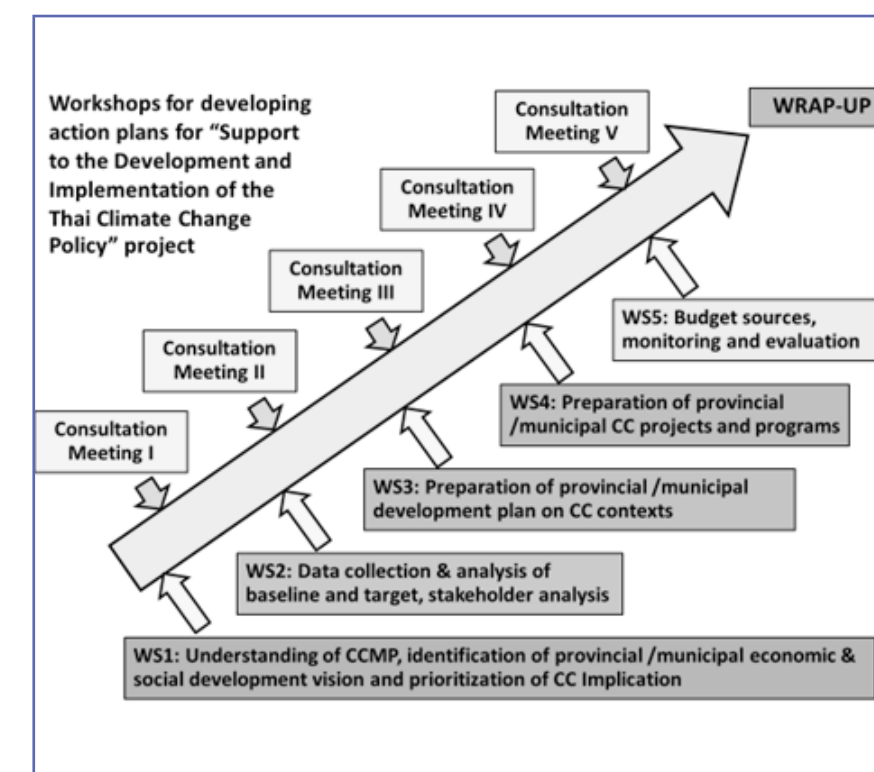 Workshops for developing
action plans for “Support
to the Development and
Implementation of the
Thai Climate Change
Policy” project
Consultation
Meeting V
WRAP-UP
Consultation
Meeting IV
Consultation
Meeting III
Consultation
Meeting II
Consultation
Meeting I
WS5: Budget sources,
monitoring and evaluation
WS4: Preparation of provincial
/municipal CC projects and programs
WS3: Preparation of provincial /municipal
development plan on CC contexts
WS2: Data collection & analysis of
baseline and target, stakeholder analysis
WS1: Understanding of CCMP, identification of provincial /municipal economic &
social development vision and prioritization of CC Implication